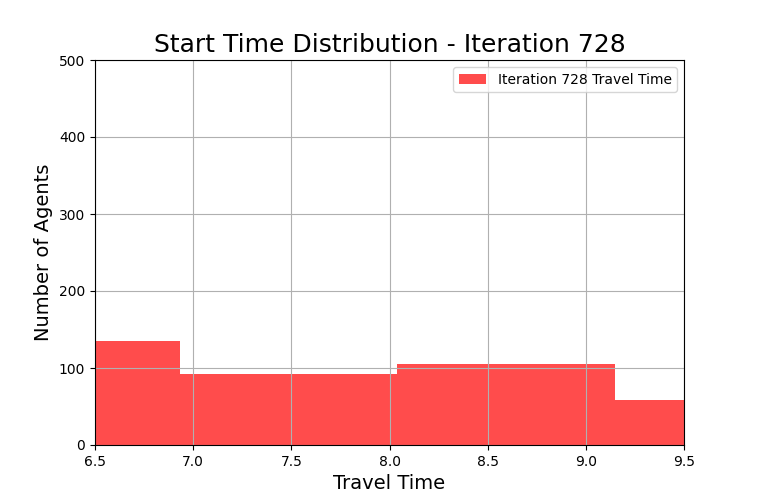 Start Time Distribution - Iteration 728
Iteration 728 Travel Time
500
400
300
200
100
0
Number of Agents
6.5 7.0 7.5 8.0 8.5 9.0 9.5
Travel Time